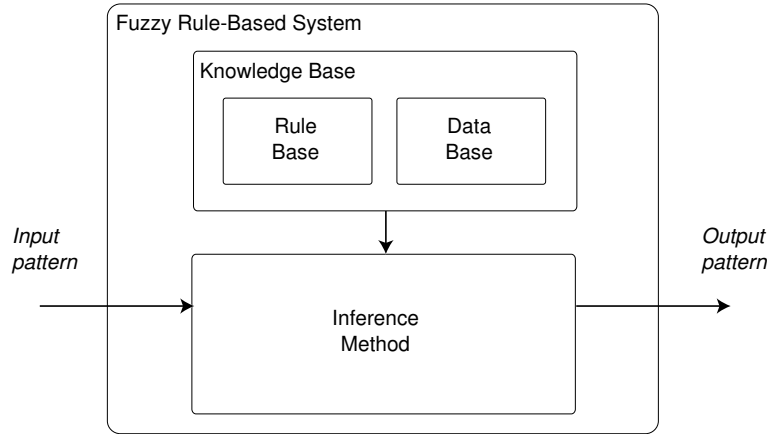 Fuzzy Rule-Based System
Knowledge Base
Rule
Base
Data
Base
Input
pattern
Output
pattern
Inference
Method